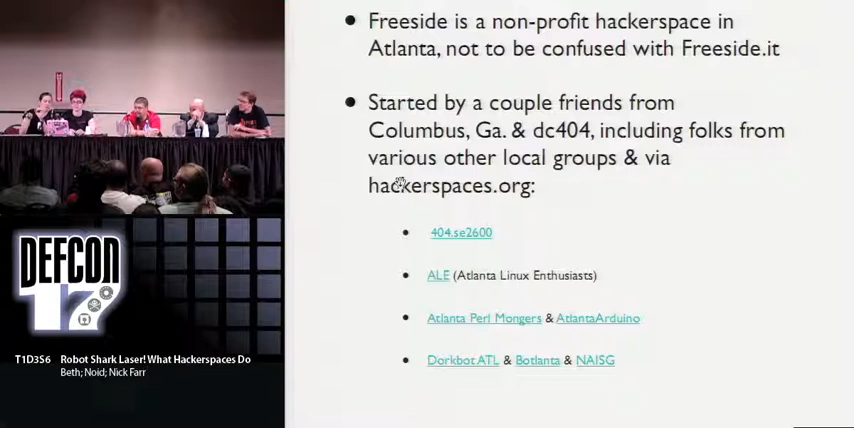 Freeside is a non-profit hackerspace in
Atlanta, not to be confused with Freeside.it
Started by a couple friends from
Columbus, Ga. & dc404, including folks from
various other local groups & via
hackerspaces.org:
404.se2600
ALE (Atlanta Linux Enthusiasts)
Atlanta Perl Mongers & AtlantaArduino
Dorkbot ATL & Botlanta & NAISG
DEFCON
17
T1D3S6 Robot Shark Laser! What Hackerspaces Do
Beth; Noid; Nick Farr